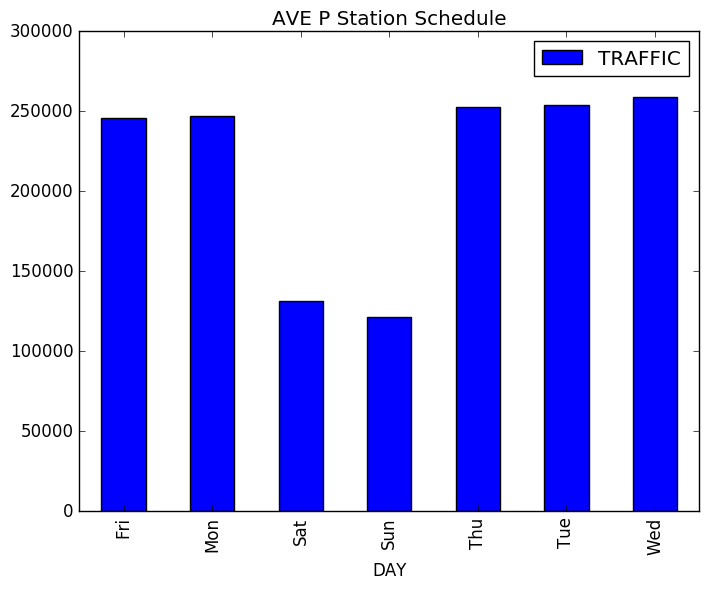 AVE P Station Schedule
TRAFFIC
300000
250000
200000
150000
100000
50000
0
Fri
Mon
Sat
Sun
Thu
Tue
Wed
DAY